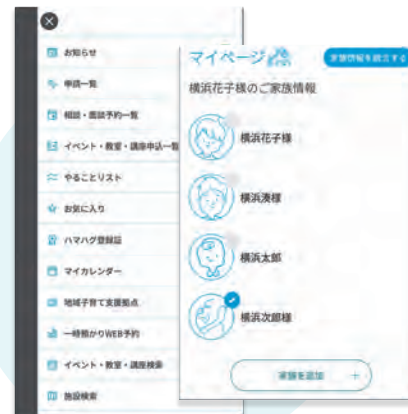 お知らせ
申請一覧
相談・面談予約一覧
イベント・教室・講座申込一覧
やることリスト
お気に入り
ハマハグ登録証
マイカレンダー
地域子育て支援拠点
一時預かりWEB予約
イベント・教室・講座検索
施設検索
マイページ
家族情報を設定する
横浜花子様のご家族情報
横浜花子様
横浜湊様
横浜太郎
横浜次郎様
家族を追加 +